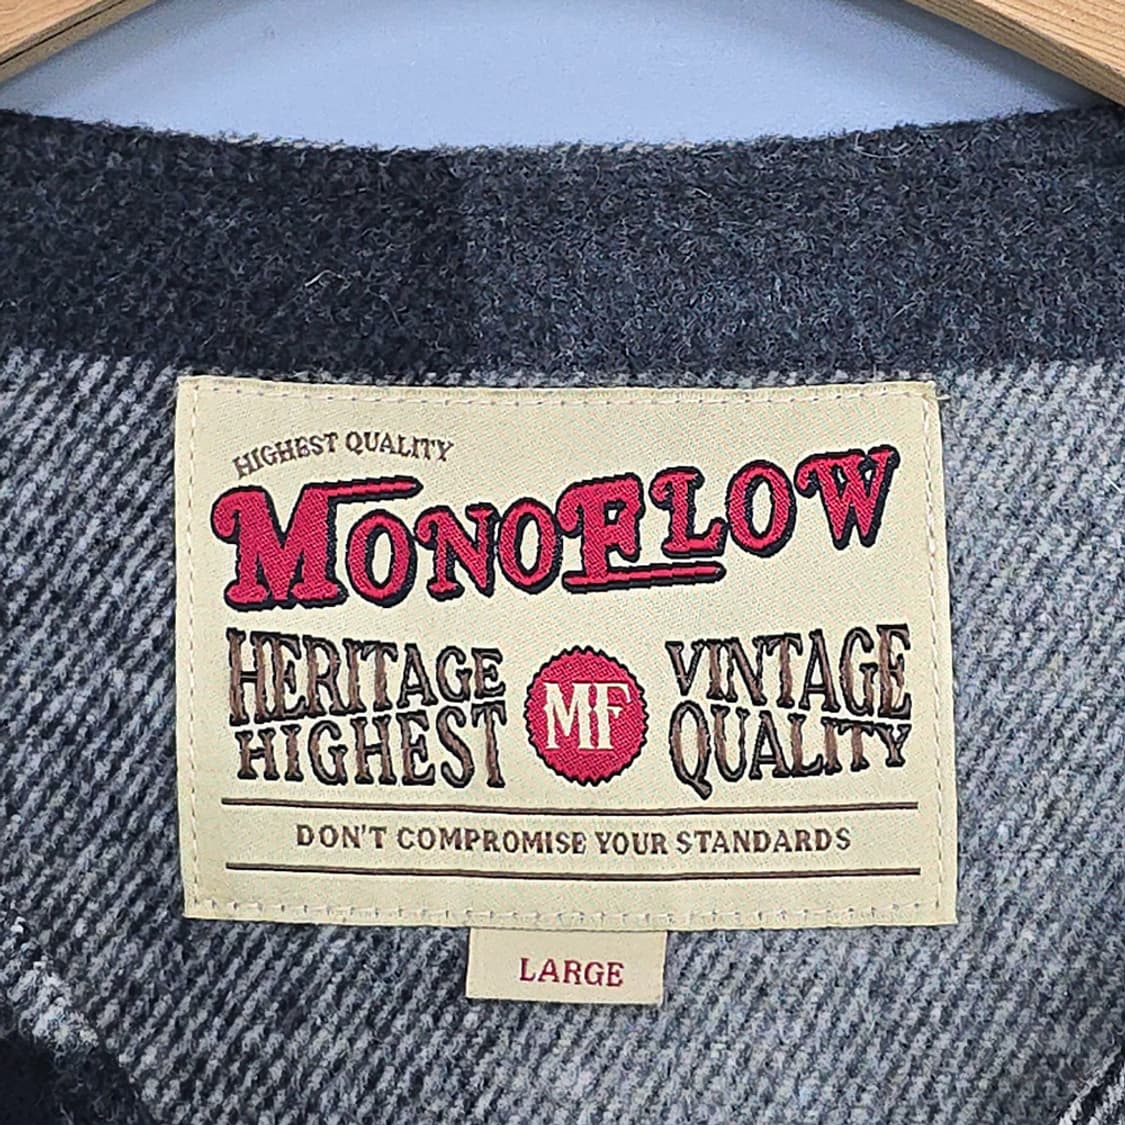 HIGHEST QUALITY
MONOFLOW
HERITAGE VINTAGE
HIGHEST QUALITY
MF
DON'T COMPROMISE YOUR STANDARDS
LARGE